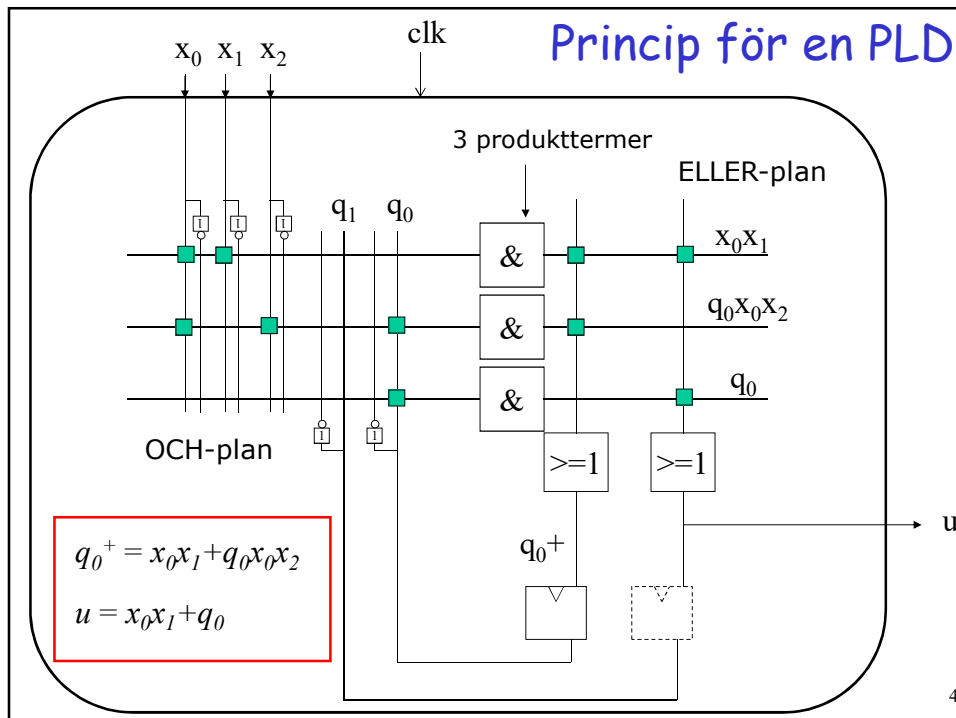 Princip för en PLD
clk
x₀ x₁ x₂
3 produkttermer
ELLER-plan
q₁ q₀
1 1 1
& x₀x₁
& q₀x₀x₂
& q₀
1 1
OCH-plan
>=1 >=1
u
q₀+
q₀⁺ = x₀x₁+q₀x₀x₂
u = x₀x₁+q₀
4